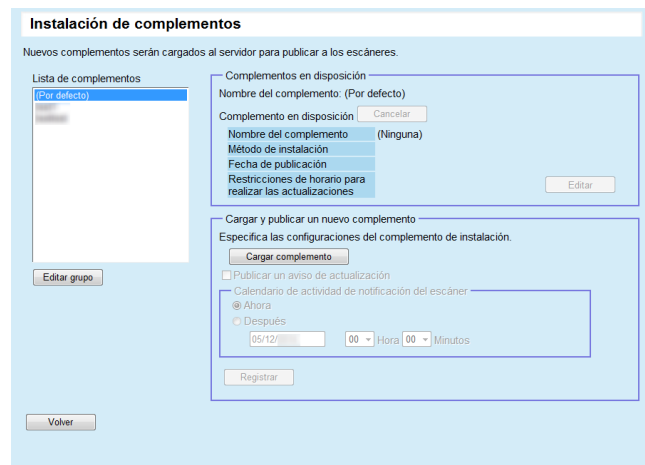 Instalación de complementos
Nuevos complementos serán cargados al servidor para publicar a los escáneres.
Lista de complementos
(Por defecto)
Editar grupo
Complementos en disposición
Nombre del complemento: (Por defecto)
Complemento en disposición Cancelar
Nombre del complemento (Ninguna)
Método de instalación
Fecha de publicación
Restricciones de horario para
realizar las actualizaciones
Editar
Cargar y publicar un nuevo complemento
Especifica las configuraciones del complemento de instalación.
Cargar complemento
Publicar un aviso de actualización
Calendario de actividad de notificación del escáner
Ahora
Después
05/12/ 00 Hora 00 Minutos
Registrar
Volver